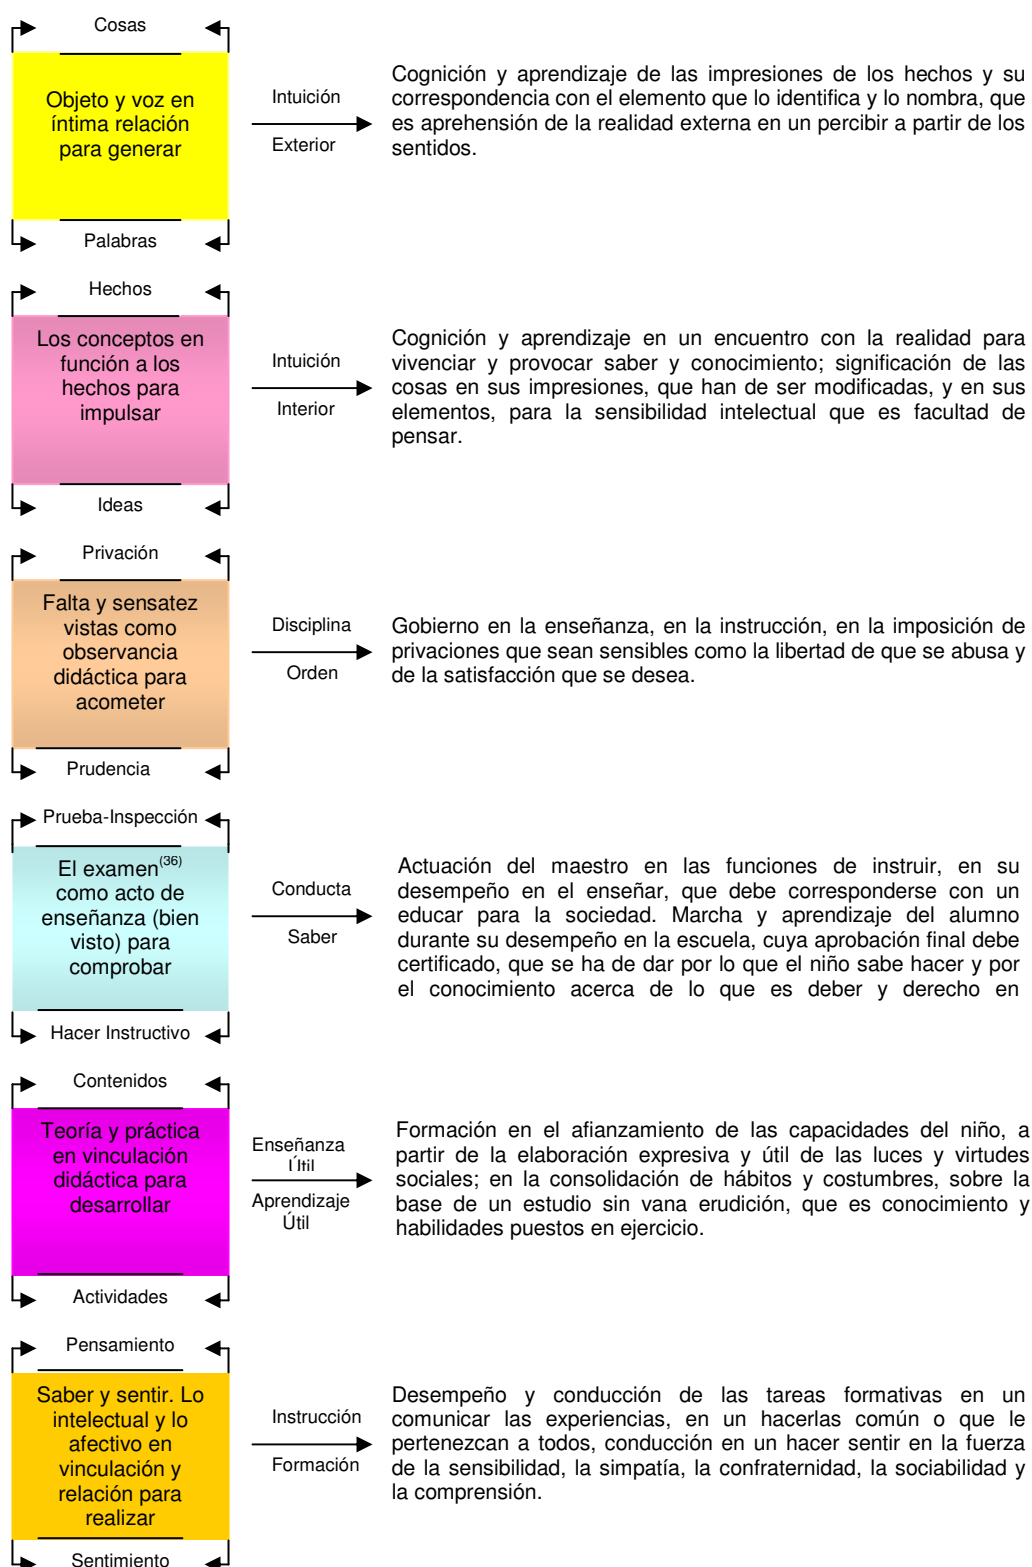 Cosas
Objeto y voz en
íntima relación
para generar
Palabras
Intuición
Exterior
Cognición y aprendizaje de las impresiones de los hechos y su
correspondencia con el elemento que lo identifica y lo nombra, que
es aprehensión de la realidad externa en un percibir a partir de los
sentidos.
Hechos
Los conceptos en
función a los
hechos para
impulsar
Ideas
Intuición
Interior
Cognición y aprendizaje en un encuentro con la realidad para
vivenciar y provocar saber y conocimiento; significación de las
cosas en sus impresiones, que han de ser modificadas, y en sus
elementos, para la sensibilidad intelectual que es facultad de
pensar.
Privación
Falta y sensatez
vistas como
observancia
didáctica para
acometer
Prudencia
Disciplina
Orden
Gobierno en la enseñanza, en la instrucción, en la imposición de
privaciones que sean sensibles como la libertad de que se abusa y
de la satisfacción que se desea.
Prueba-Inspección
El examen(36)
como acto de
enseñanza (bien
visto) para
comprobar
Hacer Instructivo
Conducta
Saber
Actuación del maestro en las funciones de instruir, en su
desempeño en el enseñar, que debe corresponderse con un
educar para la sociedad. Marcha y aprendizaje del alumno
durante su desempeño en la escuela, cuya aprobación final debe
certificado, que se ha de dar por lo que el niño sabe hacer y por
el conocimiento acerca de lo que es deber y derecho en
Contenidos
Teoría y práctica
en vinculación
didáctica para
desarrollar
Actividades
Enseñanza
Útil
Aprendizaje
Útil
Formación en el afianzamiento de las capacidades del niño, a
partir de la elaboración expresiva y útil de las luces y virtudes
sociales; en la consolidación de hábitos y costumbres, sobre la
base de un estudio sin vana erudición, que es conocimiento y
habilidades puestos en ejercicio.
Pensamiento
Saber y sentir. Lo
intelectual y lo
afectivo en
vinculación y
relación para
realizar
Sentimiento
Instrucción
Formación
Desempeño y conducción de las tareas formativas en un
comunicar las experiencias, en un hacerlas común o que le
pertenezcan a todos, conducción en un hacer sentir en la fuerza
de la sensibilidad, la simpatía, la confraternidad, la sociabilidad y
la comprensión.